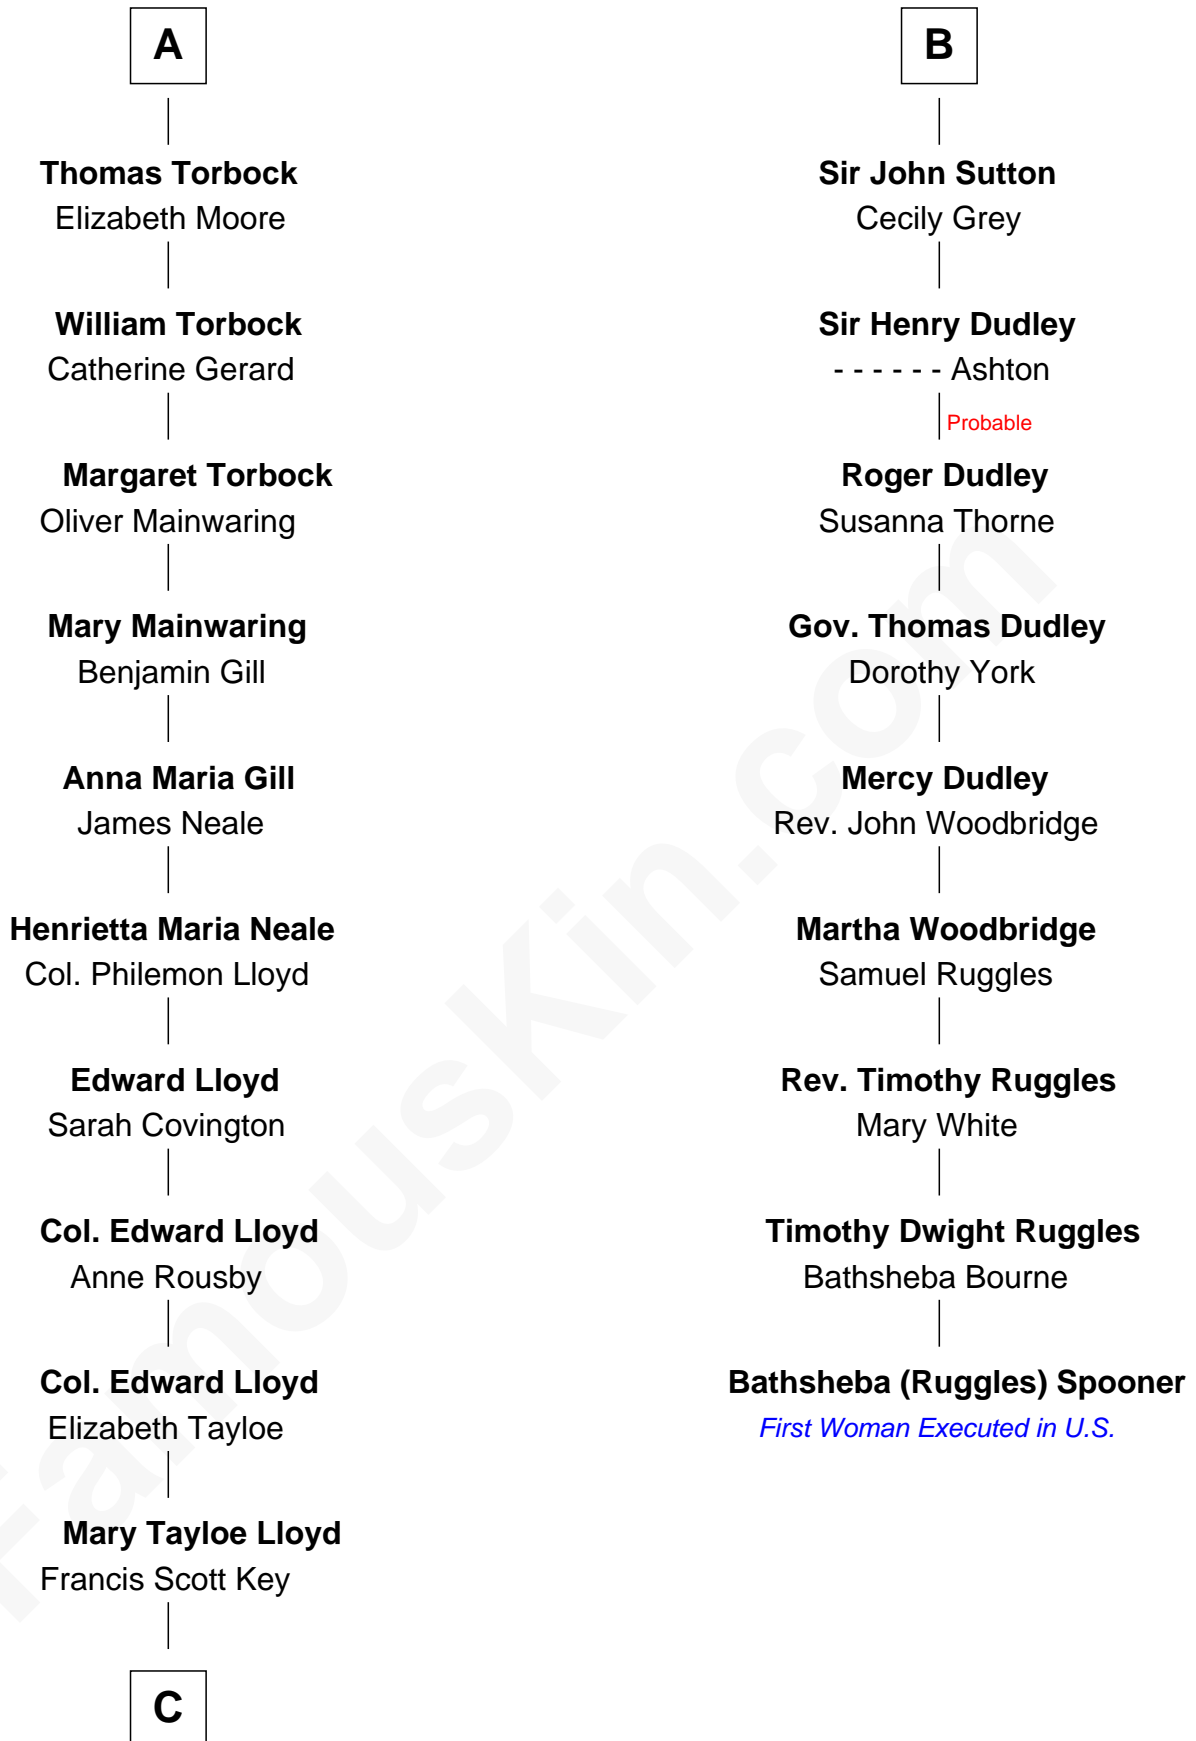 A
Thomas Torbock
Elizabeth Moore
William Torbock
Catherine Gerard
Margaret Torbock
Oliver Mainwaring
Mary Mainwaring
Benjamin Gill
Anna Maria Gill
James Neale
Henrietta Maria Neale
Col. Philemon Lloyd
Edward Lloyd
Sarah Covington
Col. Edward Lloyd
Anne Rousby
Col. Edward Lloyd
Elizabeth Tayloe
Mary Tayloe Lloyd
Francis Scott Key
C
B
Sir John Sutton
Cecily Grey
Sir Henry Dudley
- - - - - - Ashton
Probable
Roger Dudley
Susanna Thorne
Gov. Thomas Dudley
Dorothy York
Mercy Dudley
Rev. John Woodbridge
Martha Woodbridge
Samuel Ruggles
Rev. Timothy Ruggles
Mary White
Timothy Dwight Ruggles
Bathsheba Bourne
Bathsheba (Ruggles) Spooner
First Woman Executed in U.S.
FamousKin.com